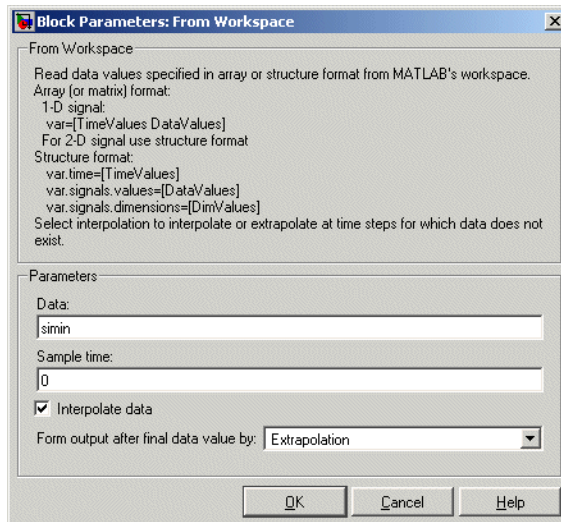 Block Parameters: From Workspace
From Workspace
Read data values specified in array or structure format from MATLAB's workspace.
Array (or matrix) format:
1-D signal:
var=[TimeValues DataValues]
For 2-D signal use structure format
Structure format:
var.time=[TimeValues]
var.signals.values=[DataValues]
var.signals.dimensions=[DimValues]
Select interpolation to interpolate or extrapolate at time steps for which data does not
exist.
Parameters
Data:
simin
Sample time:
0
Interpolate data
Form output after final data value by: Extrapolation
OK Cancel Help